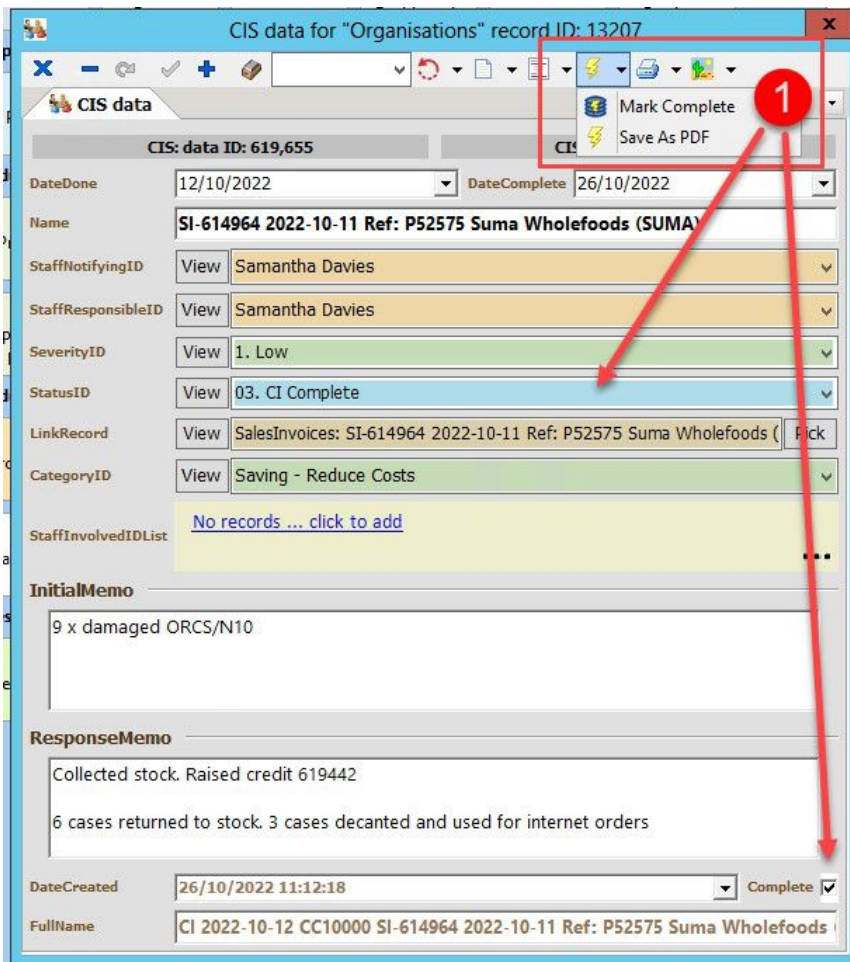 CIS data for "Organisations" record ID: 13207
x
CIS data
Mark Complete
Save As PDF
1
CIS: data ID: 619,655
DateDone 12/10/2022 DateComplete 26/10/2022
Name SI-614964 2022-10-11 Ref: P52575 Suma Wholefoods (SUMA)
StaffNotifyingID View Samantha Davies
StaffResponsibleID View Samantha Davies
SeverityID View 1. Low
StatusID View 03. CI Complete
LinkRecord View SalesInvoices: SI-614964 2022-10-11 Ref: P52575 Suma Wholefoods ( Pick
CategoryID View Saving - Reduce Costs
StaffInvolvedIDList No records ... click to add
...
InitialMemo
9 x damaged ORCS/N10
ResponseMemo
Collected stock. Raised credit 619442
6 cases returned to stock. 3 cases decanted and used for internet orders
DateCreated 26/10/2022 11:12:18 Complete
FullName CI 2022-10-12 CC10000 SI-614964 2022-10-11 Ref: P52575 Suma Wholefoods